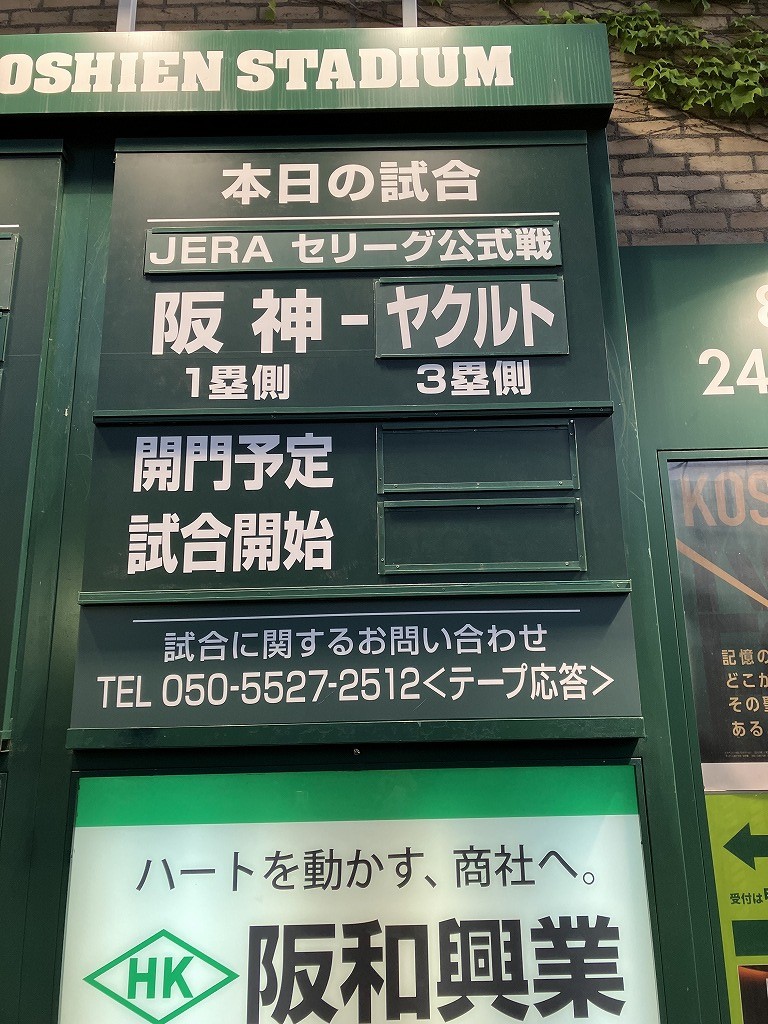 OSHIEN STADIUM
本日の試合
JERA セリーグ公式戦
阪神-ヤクルト
1塁側 3塁側
開門予定
試合開始
試合に関するお問い合わせ
TEL 050-5527-2512<テープ応答>
ハートを動かす、商社へ。
HK 阪和興業
8
24
KOS
記憶の
どこか
その
ある
受付は